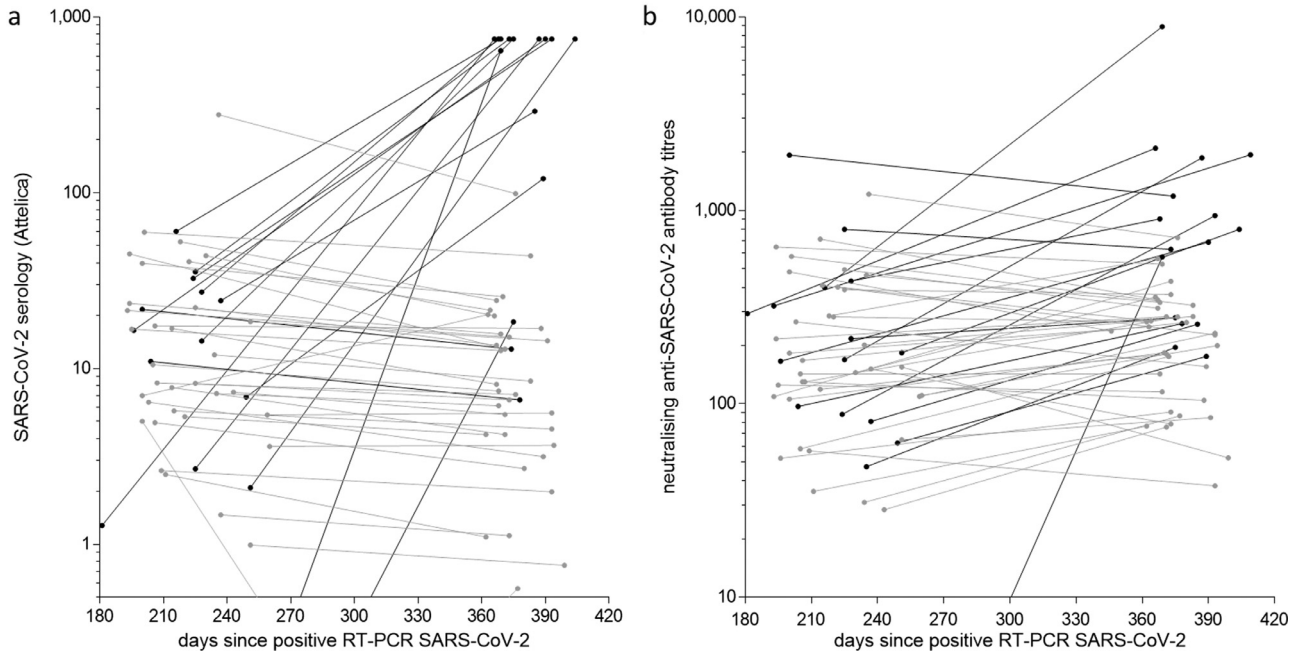 a
1,000
100
10
1
SARS-CoV-2 serology (Attelica)
180 210 240 270 300 330 360 390 420
days since positive RT-PCR SARS-CoV-2
b
10,000
1,000
100
10
neutralising anti-SARS-CoV-2 antibody titres
180 210 240 270 300 330 360 390 420
days since positive RT-PCR SARS-CoV-2